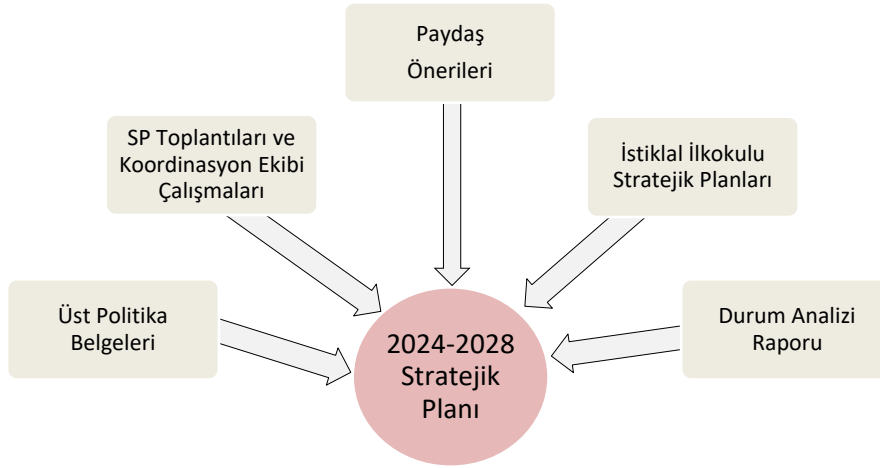 Paydaş
Önerileri
SP Toplantıları ve
Koordinasyon Ekibi
Çalışmaları
İstiklal İlkokulu
Stratejik Planları
Üst Politika
Belgeleri
Durum Analizi
Raporu
2024-2028
Stratejik
Planı